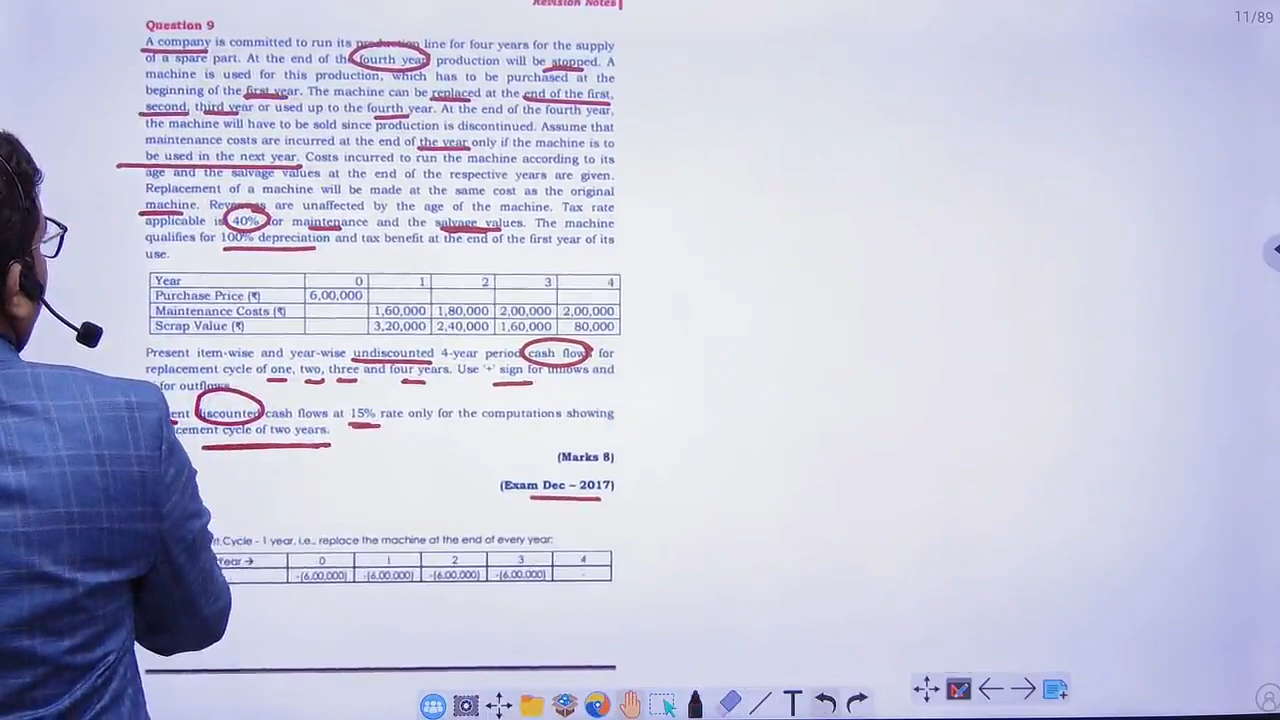 Revision Notes
11/89
Question 9
A company is committed to run its production line for four years for the supply
of a spare part. At the end of the fourth year, production will be stopped. A
machine is used for this production, which has to be purchased at the
beginning of the first year. The machine can be replaced at the end of the first,
second, third year or used up to the fourth year. At the end of the fourth year,
the machine will have to be sold since production is discontinued. Assume that
maintenance costs are incurred at the end of the year only if the machine is to
be used in the next year. Costs incurred to run the machine according to its
age and the salvage values at the end of the respective years are given.
Replacement of a machine will be made at the same cost as the original
machine. Revenues are unaffected by the age of the machine. Tax rate
applicable is 40% for maintenance and the salvage values. The machine
qualifies for 100% depreciation and tax benefit at the end of the first year of its
use.
Year 0 1 2 3 4
Purchase Price (₹) 6,00,000
Maintenance Costs (₹) 1,60,000 1,80,000 2,00,000 2,00,000
Scrap Value (₹) 3,20,000 2,40,000 1,60,000 80,000
Present item-wise and year-wise undiscounted 4-year period cash flows for
replacement cycle of one, two, three and four years. Use '+' sign for inflows and
for outflows
discounted cash flows at 15% rate only for the computations showing
cycle of two years.
(Marks 8)
(Exam Dec – 2017)
Cycle - 1 year, i.e., replace the machine at the end of every year:
Year → 0 1 2 3 4
-(6,00,000) -(6,00,000) -(6,00,000) -(6,00,000) -
T